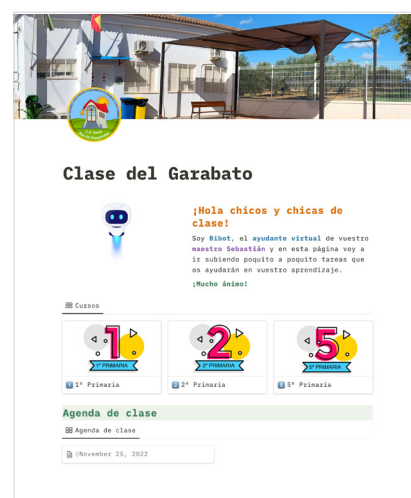 Clase del Garabato
¡Hola chicos y chicas de
clase!
Soy Bibot, el ayudante virtual de vuestro
maestro Sebastián y en esta página voy a
ir subiendo poquito a poquito tareas que
os ayudarán en vuestro aprendizaje.
¡Mucho ánimo!
Cursos
1
1º PRIMARIA
1 1º Primaria
2
2º PRIMARIA
2 2º Primaria
5
5º PRIMARIA
5 5º Primaria
Agenda de clase
Agenda de clase
@November 25, 2022